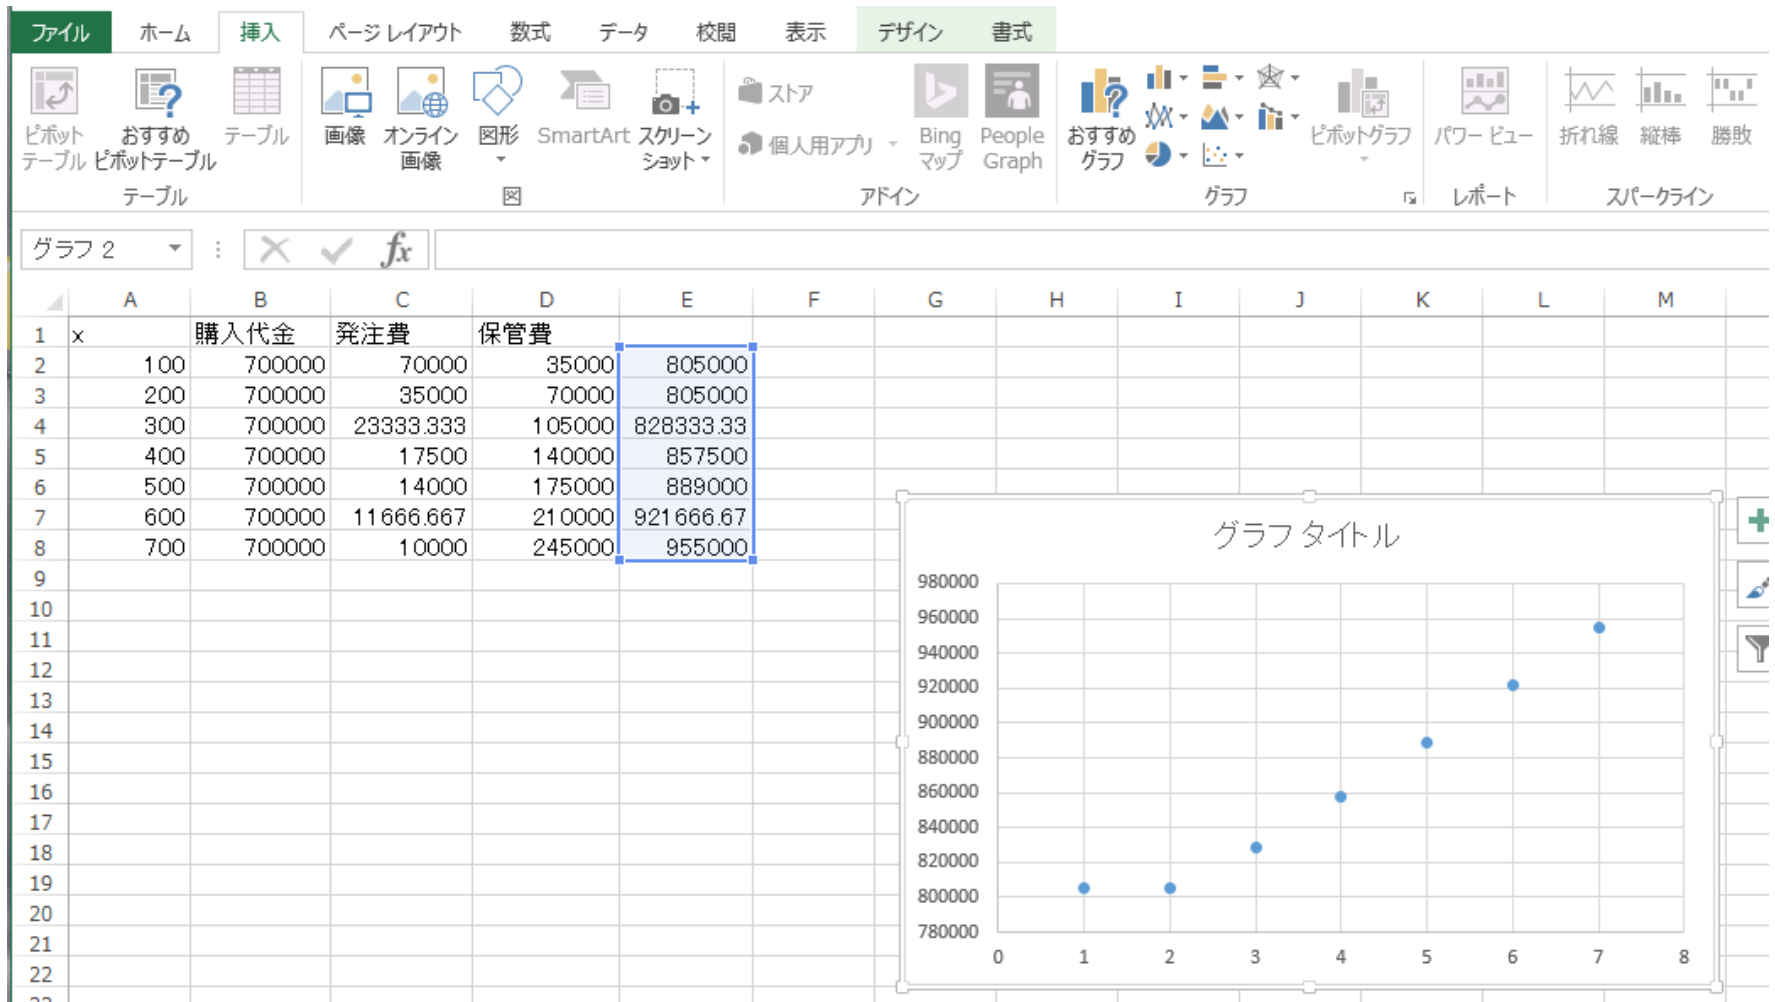 ファイル ホーム 挿入 ページ レイアウト 数式 データ 校閲 表示 デザイン 書式
ピボット
テーブル
おすすめ
ピボットテーブル
テーブル
テーブル
画像
オンライン
画像
図形
SmartArt
スクリーン
ショット
図
ストア
個人用アプリ
Bing
マップ
People
Graph
アドイン
おすすめ
グラフ
ピボットグラフ
グラフ
パワー ビュー
レポート
折れ線
縦棒
勝敗
スパークライン
グラフ 2
fx
A B C D E F G H I J K L M
1 x 購入代金 発注費 保管費
2 100 700000 70000 35000 805000
3 200 700000 35000 70000 805000
4 300 700000 23333.333 105000 828333.33
5 400 700000 17500 140000 857500
6 500 700000 14000 175000 889000
7 600 700000 11666.667 210000 921666.67
8 700 700000 10000 245000 955000
9
10
11
12
13
14
15
16
17
18
19
20
21
22
グラフ タイトル
980000
960000
940000
920000
900000
880000
860000
840000
820000
800000
780000
0 1 2 3 4 5 6 7 8